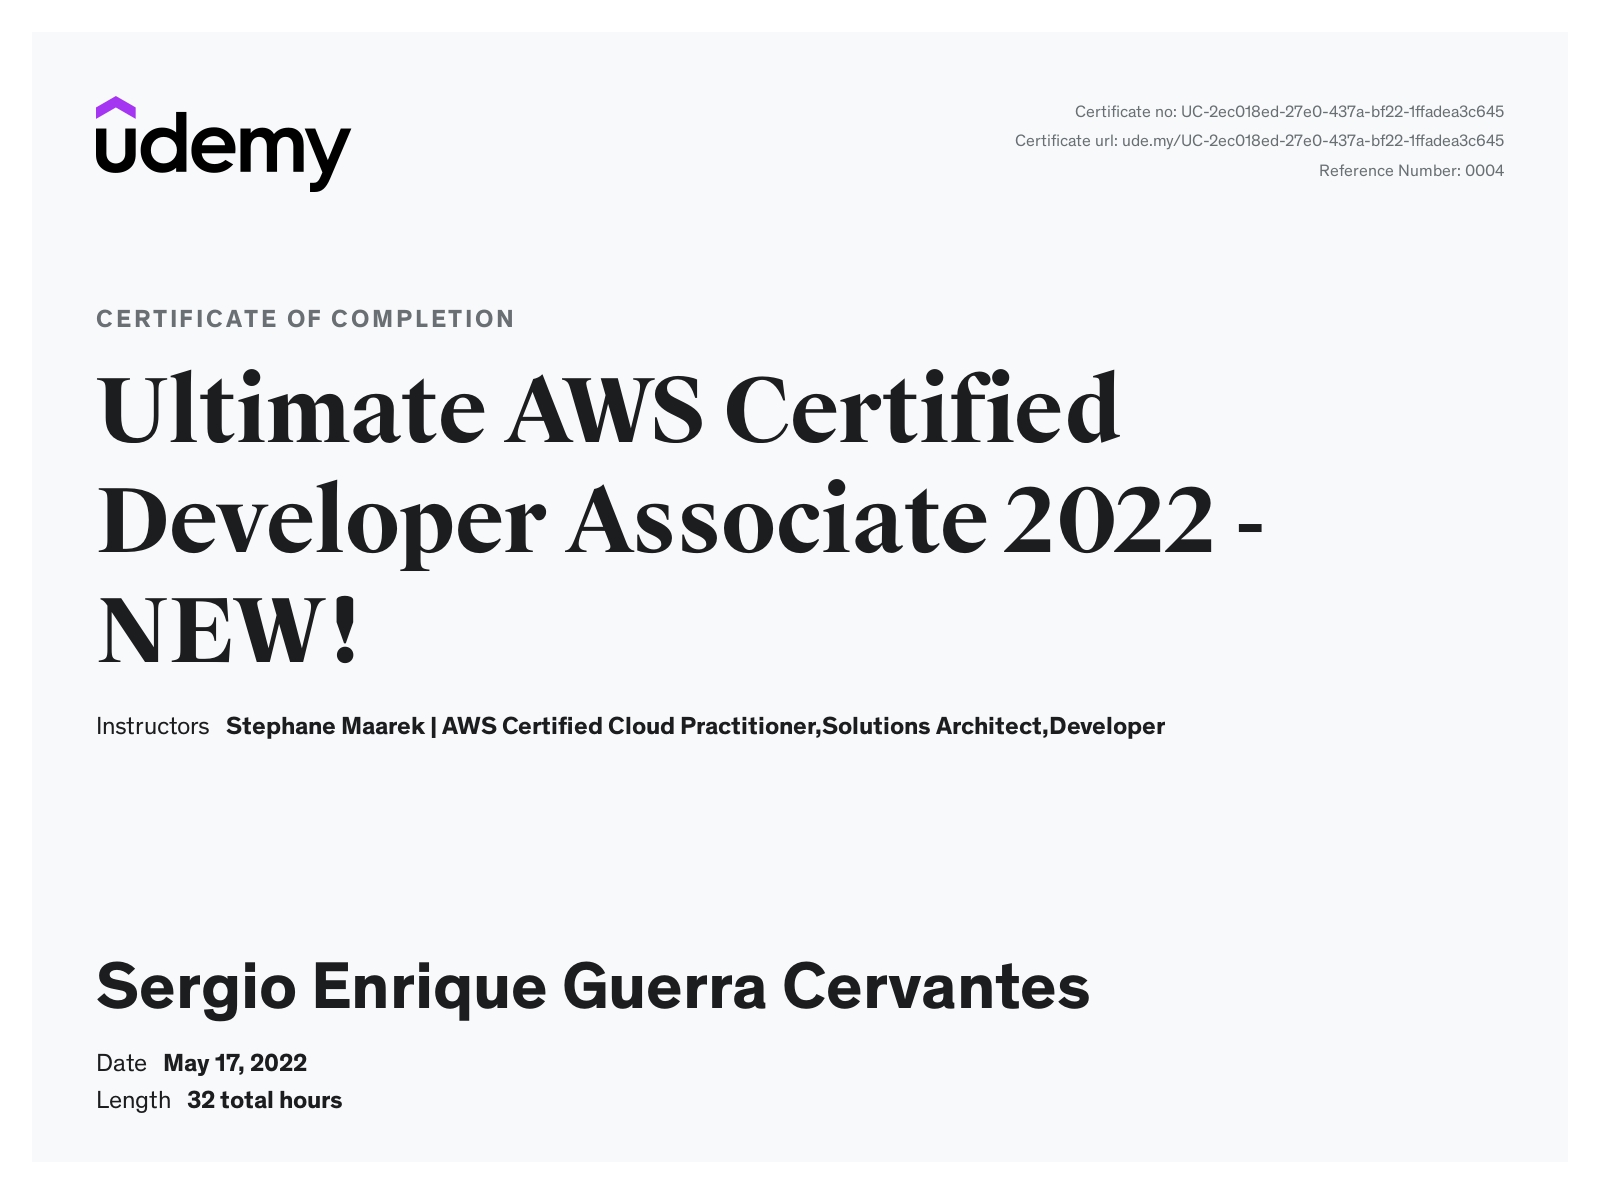 udemy
Certificate no: UC-2ec018ed-27e0-437a-bf22-1ffadea3c645
Certificate url: ude.my/UC-2ec018ed-27e0-437a-bf22-1ffadea3c645
Reference Number: 0004
CERTIFICATE OF COMPLETION
Ultimate AWS Certified
Developer Associate 2022 -
NEW!
Instructors Stephane Maarek | AWS Certified Cloud Practitioner,Solutions Architect,Developer
Sergio Enrique Guerra Cervantes
Date May 17, 2022
Length 32 total hours